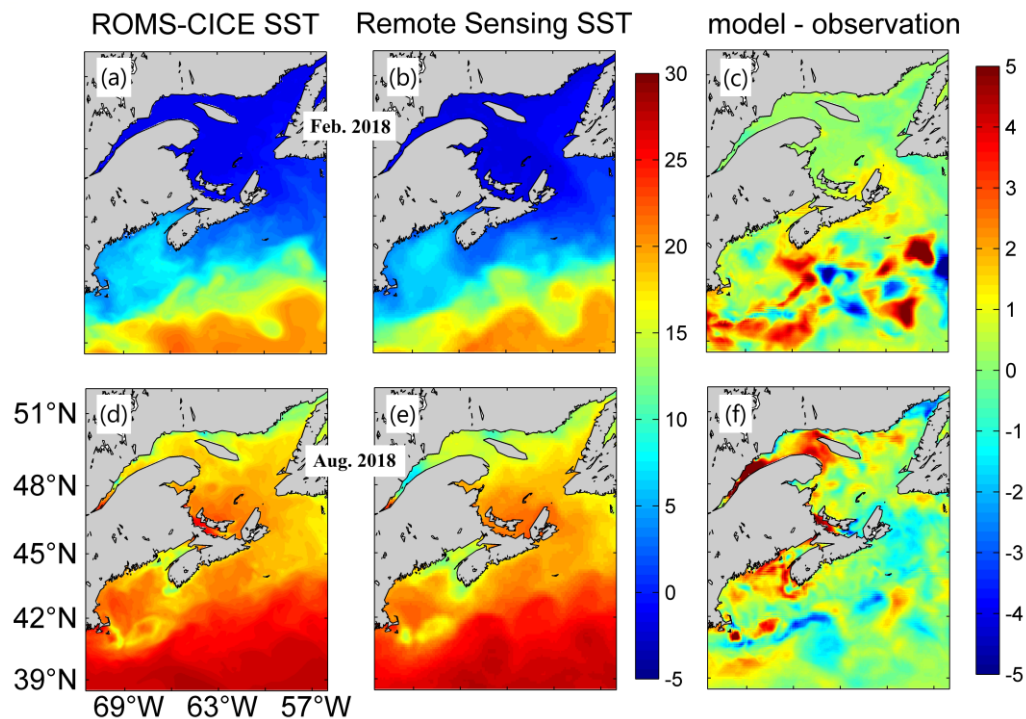 ROMS-CICE SST
Remote Sensing SST
model - observation
(a)
(b)
(c)
Feb. 2018
30
25
20
15
10
5
0
-5
5
4
3
2
1
0
-1
-2
-3
-4
-5
(d)
(e)
(f)
Aug. 2018
51°N
48°N
45°N
42°N
39°N
69°W 63°W 57°W